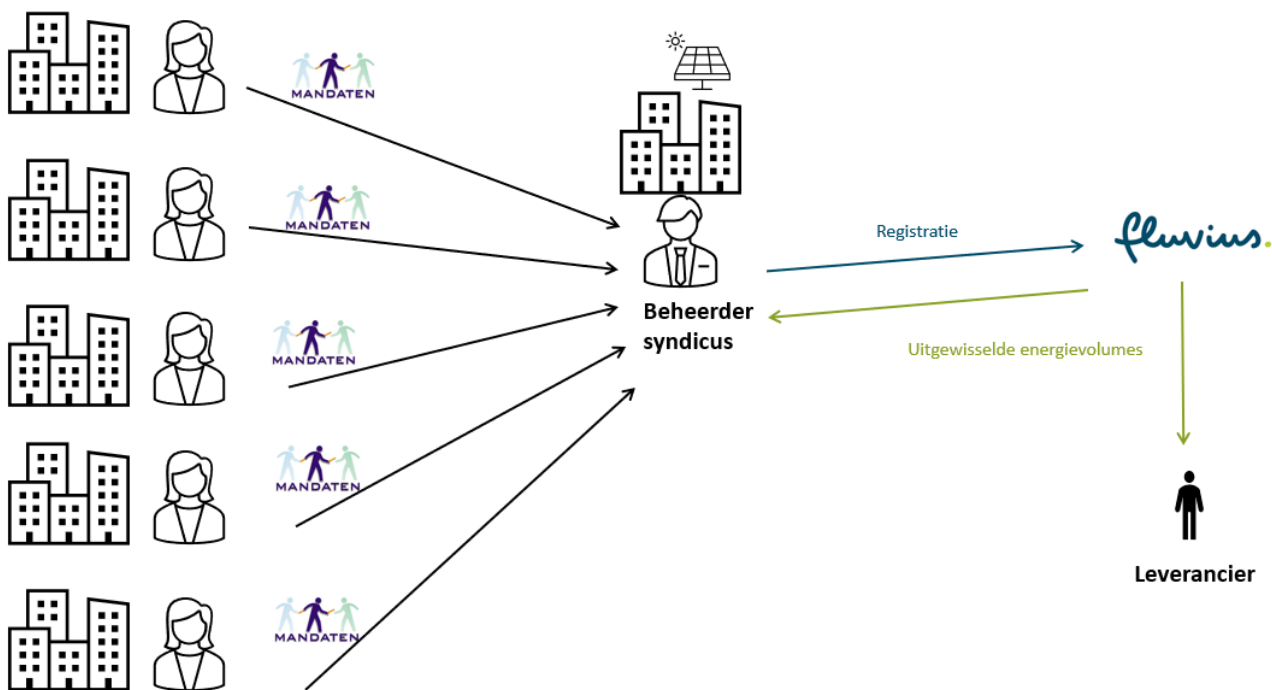 MANDATEN
MANDATEN
Registratie
fluvius.
Beheerder
syndicus
MANDATEN
Uitgewisselde energievolumes
MANDATEN
Leverancier
MANDATEN